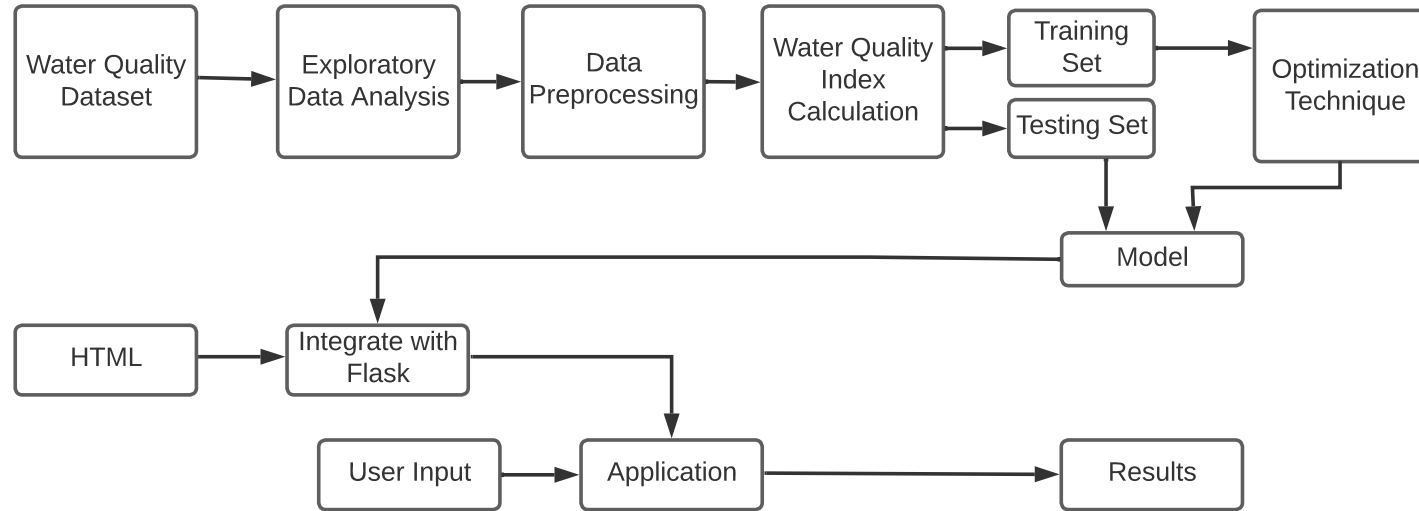 Water Quality
Dataset
Exploratory
Data Analysis
Data
Preprocessing
Water Quality
Index
Calculation
Training
Set
Testing Set
Optimization
Technique
Model
HTML
Integrate with
Flask
User Input
Application
Results